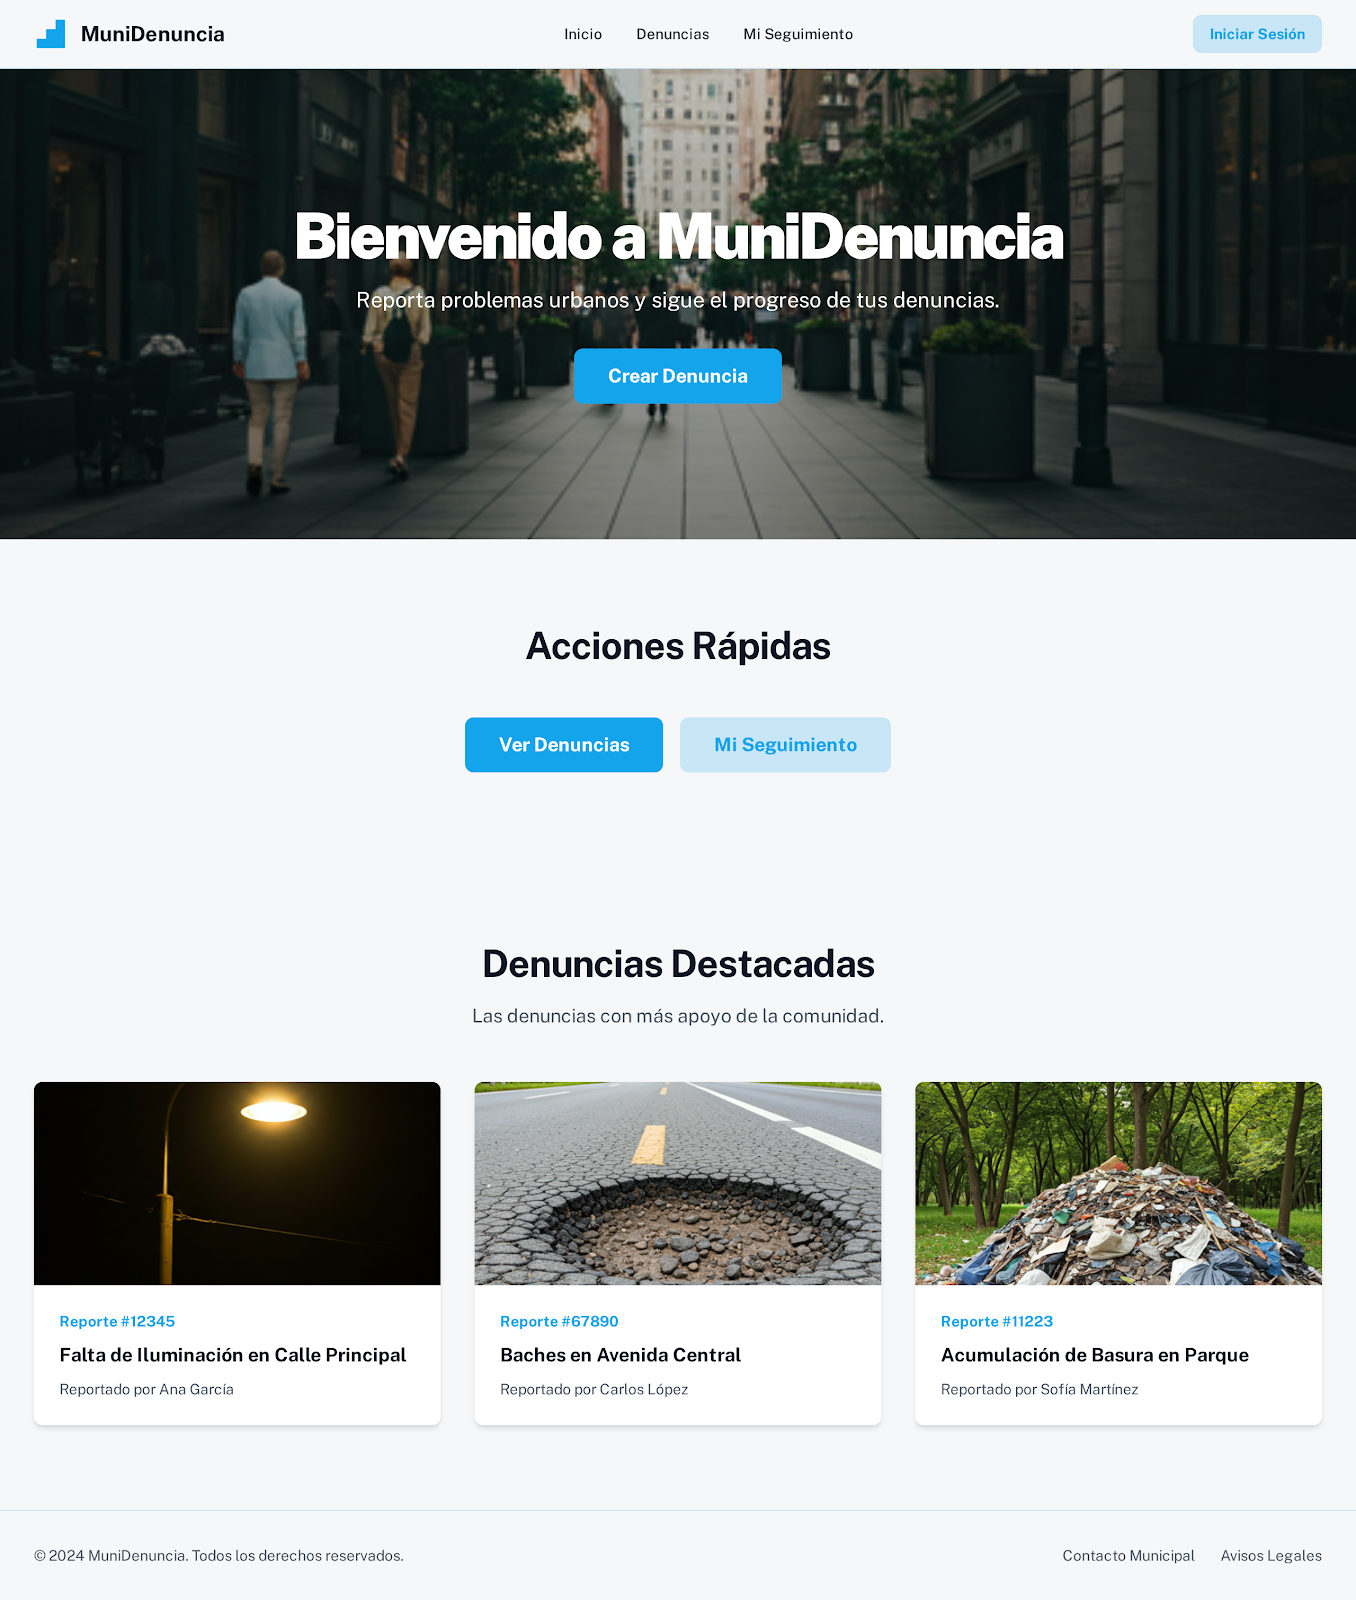 MuniDenuncia
Inicio
Denuncias
Mi Seguimiento
Iniciar Sesión
Bienvenido a MuniDenuncia
Reporta problemas urbanos y sigue el progreso de tus denuncias.
Crear Denuncia
Acciones Rápidas
Ver Denuncias
Mi Seguimiento
Denuncias Destacadas
Las denuncias con más apoyo de la comunidad.
Reporte #12345
Falta de Iluminación en Calle Principal
Reportado por Ana García
Reporte #67890
Baches en Avenida Central
Reportado por Carlos López
Reporte #11223
Acumulación de Basura en Parque
Reportado por Sofía Martínez
© 2024 MuniDenuncia. Todos los derechos reservados.
Contacto Municipal
Avisos Legales